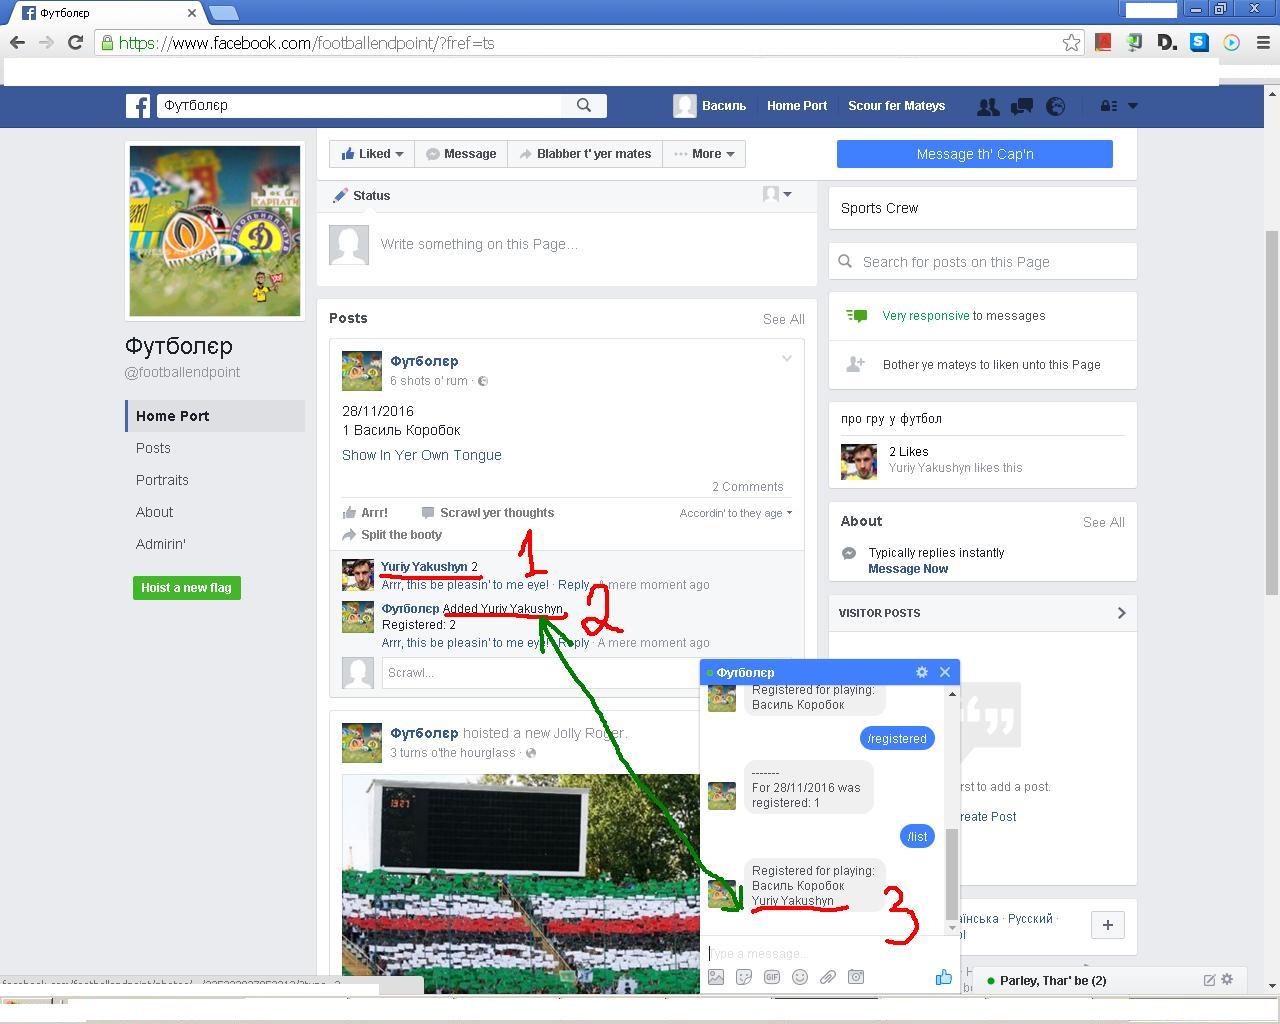 Футболєр
https://www.facebook.com/footballendpoint/?fref=ts
Футболєр
Василь
Home Port
Scour fer Mateys
Liked
Message
Blabber t' yer mates
More
Message th' Cap'n
КАРПАТИ
ШАХТАР
Футболєр
@footballendpoint
Home Port
Posts
Portraits
About
Admirin'
Hoist a new flag
Status
Write something on this Page...
Posts
See All
Футболєр
6 shots o' rum ·
28/11/2016
1 Василь Коробок
Show In Yer Own Tongue
2 Comments
Arrr!
Scrawl yer thoughts
Accordin' to they age
Split the booty
1
Yuriy Yakushyn 2
Arrr, this be pleasin' to me eye! · Reply · A mere moment ago
Футболєр Added Yuriy Yakushyn.
2
Registered: 2
Arrr, this be pleasin' to me eye! · Reply · A mere moment ago
Scrawl...
Футболєр hoisted a new Jolly Roger.
3 turns o'the hourglass ·
Sports Crew
Search for posts on this Page
Very responsive to messages
Bother ye mateys to liken unto this Page
про гру у футбол
2 Likes
Yuriy Yakushyn likes this
About
See All
Typically replies instantly
Message Now
VISITOR POSTS
rst to add a post.
reate Post
Футболєр
Registered for playing:
Василь Коробок
/registered
-------
For 28/11/2016 was
registered: 1
/list
Registered for playing:
Василь Коробок
Yuriy Yakushyn
3
Type a message...
GIF
аїнська · Русский ·
Parley, Thar' be (2)